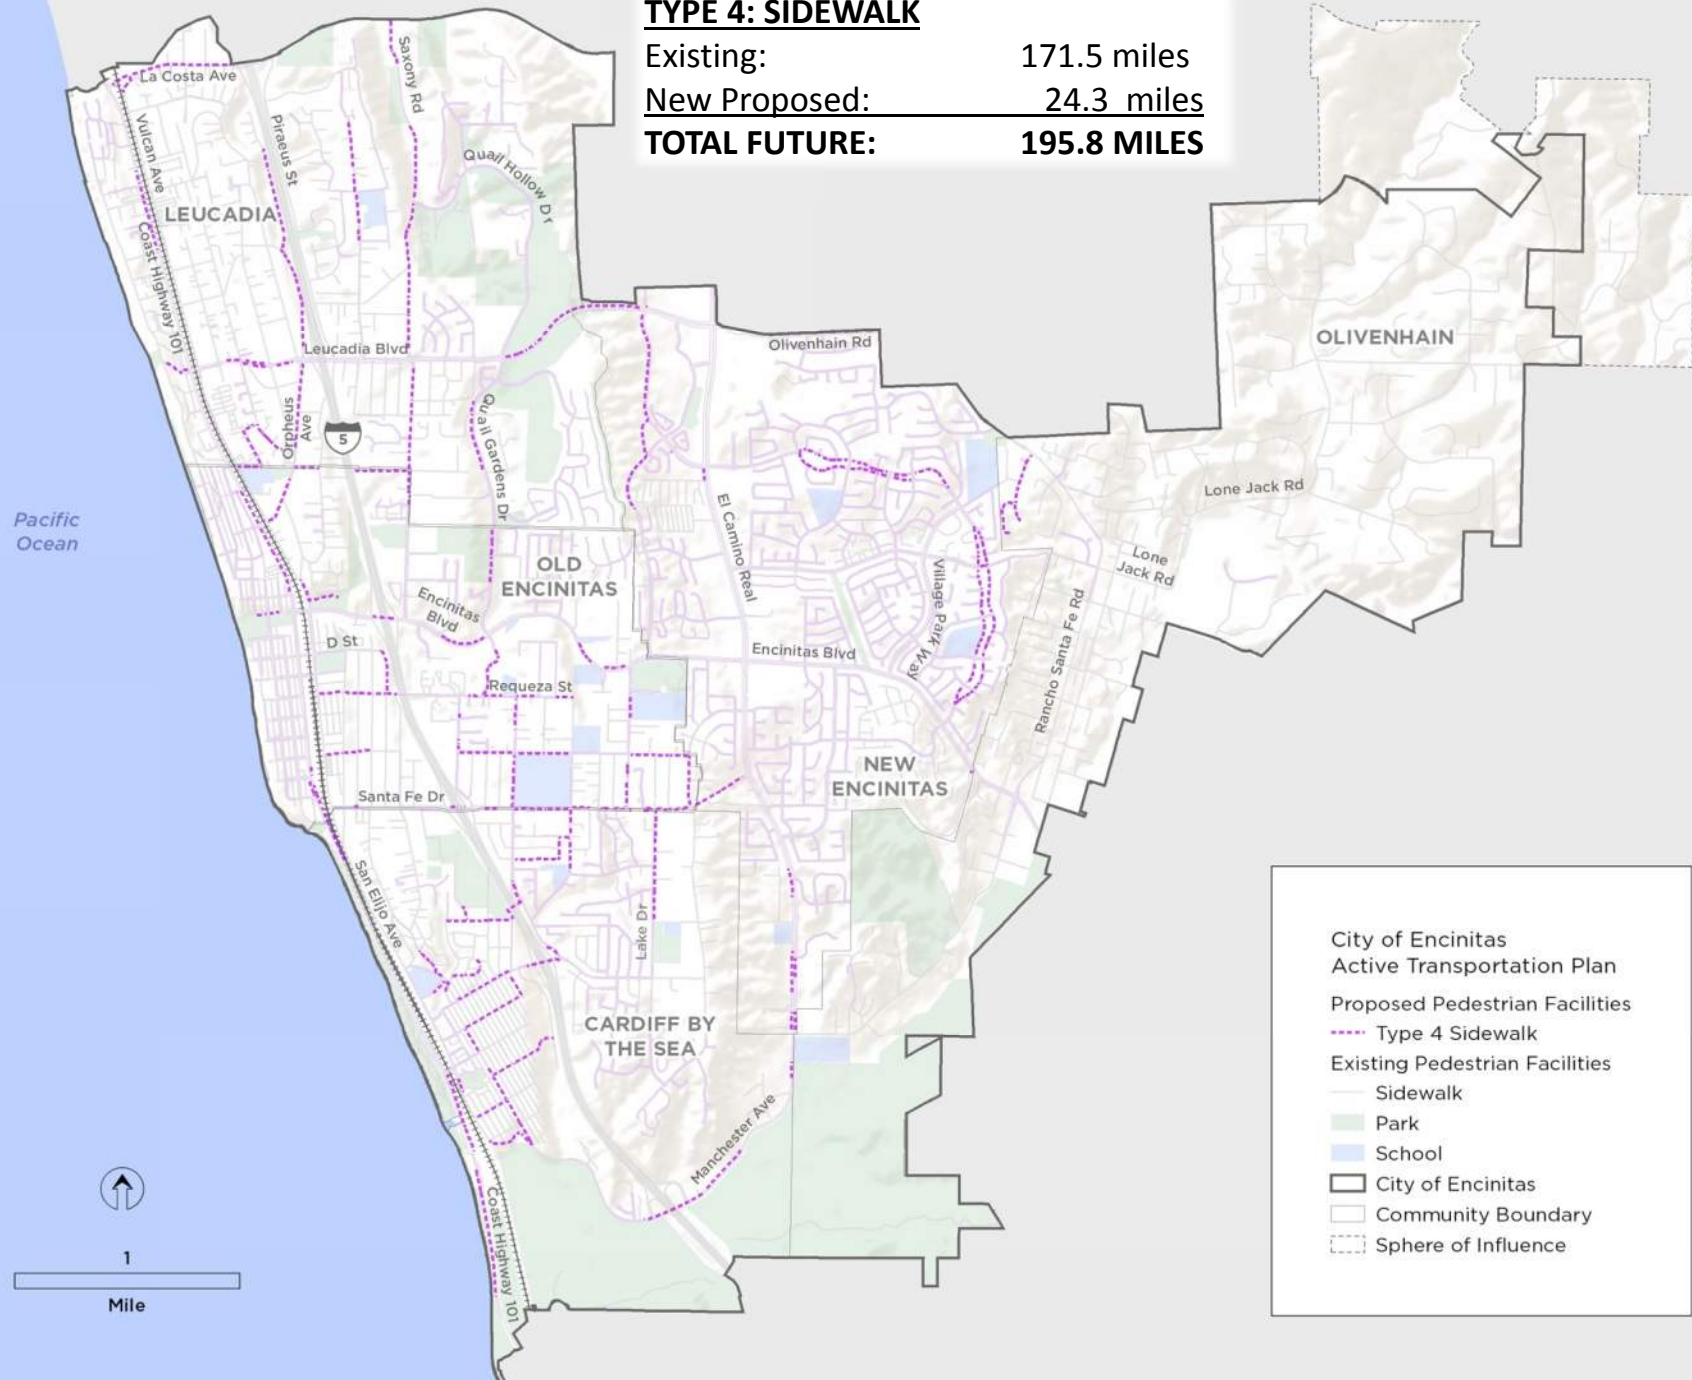 TYPE 4: SIDEWALK
Existing: 171.5 miles
New Proposed: 24.3 miles
TOTAL FUTURE: 195.8 MILES
La Costa Ave
Saxony Rd
Vulcan Ave
Piraeus St
Quail Hollow Dr
LEUCADIA
Coast Highway 101
Leucadia Blvd
Olivenhain Rd
OLIVENHAIN
Orpheus
Ave
5
Quail Gardens Dr
El Camino Real
Lone Jack Rd
Pacific
Ocean
OLD
ENCINITAS
Lone
Jack Rd
Village Park Way
Encinitas
Blvd
Rancho Santa Fe Rd
D St
Encinitas Blvd
Requeza St
NEW
ENCINITAS
Santa Fe Dr
San Elijo Ave
Lake Dr
CARDIFF BY
THE SEA
Manchester Ave
Coast Highway 101
1
Mile
City of Encinitas
Active Transportation Plan
Proposed Pedestrian Facilities
Type 4 Sidewalk
Existing Pedestrian Facilities
Sidewalk
Park
School
City of Encinitas
Community Boundary
Sphere of Influence